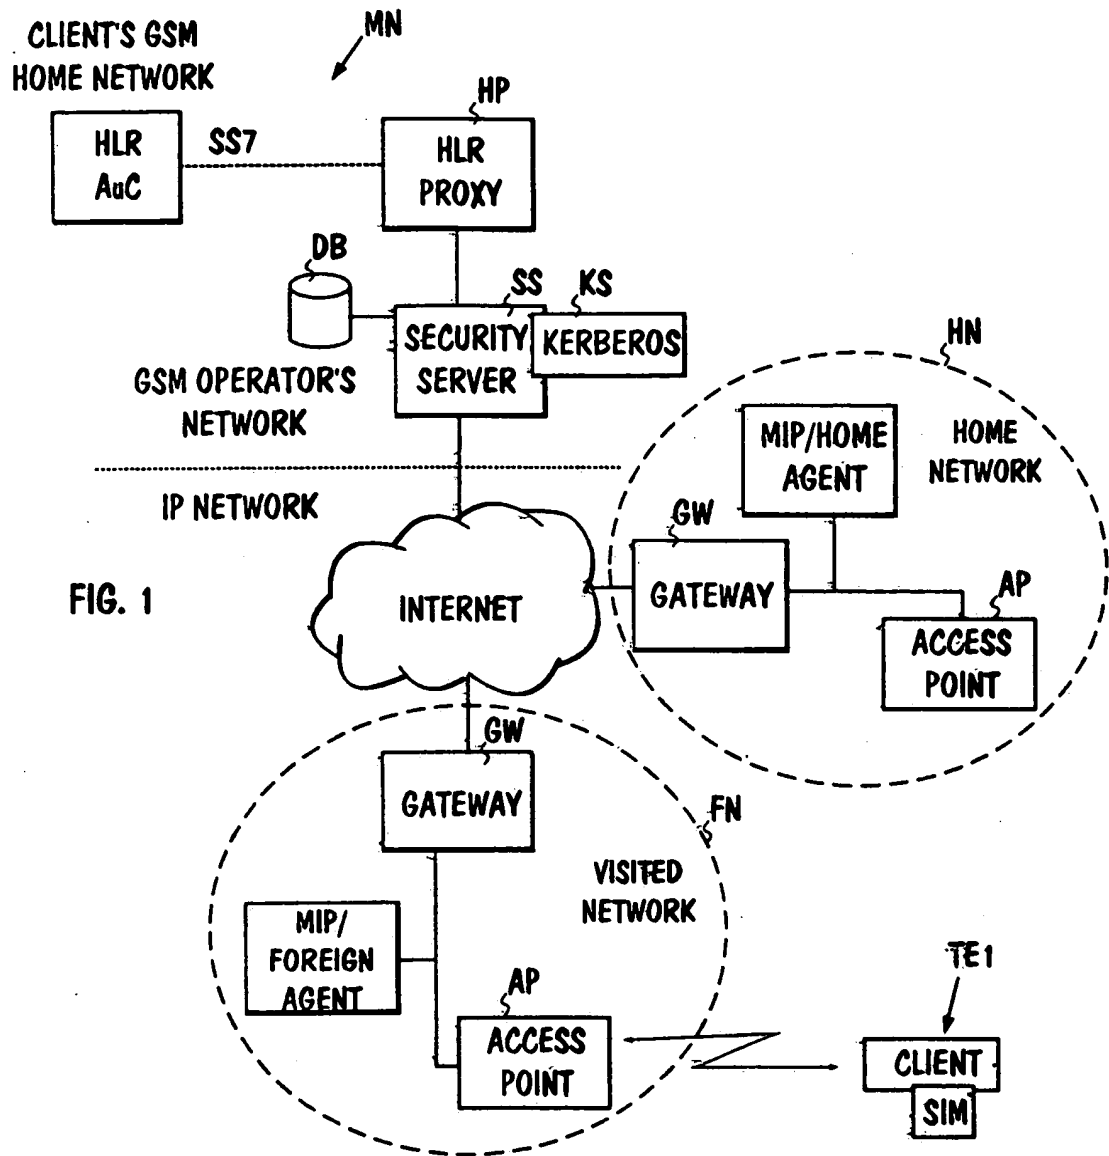 CLIENT'S GSM
HOME NETWORK
MN
HLR
AuC
SS7
HP
HLR
PROXY
DB
SS
KS
SECURITY
SERVER
KERBEROS
GSM OPERATOR'S
NETWORK
IP NETWORK
HN
MIP/HOME
AGENT
HOME
NETWORK
GW
GATEWAY
AP
ACCESS
POINT
FIG. 1
INTERNET
GW
GATEWAY
FN
VISITED
NETWORK
MIP/
FOREIGN
AGENT
AP
ACCESS
POINT
TE1
CLIENT
SIM